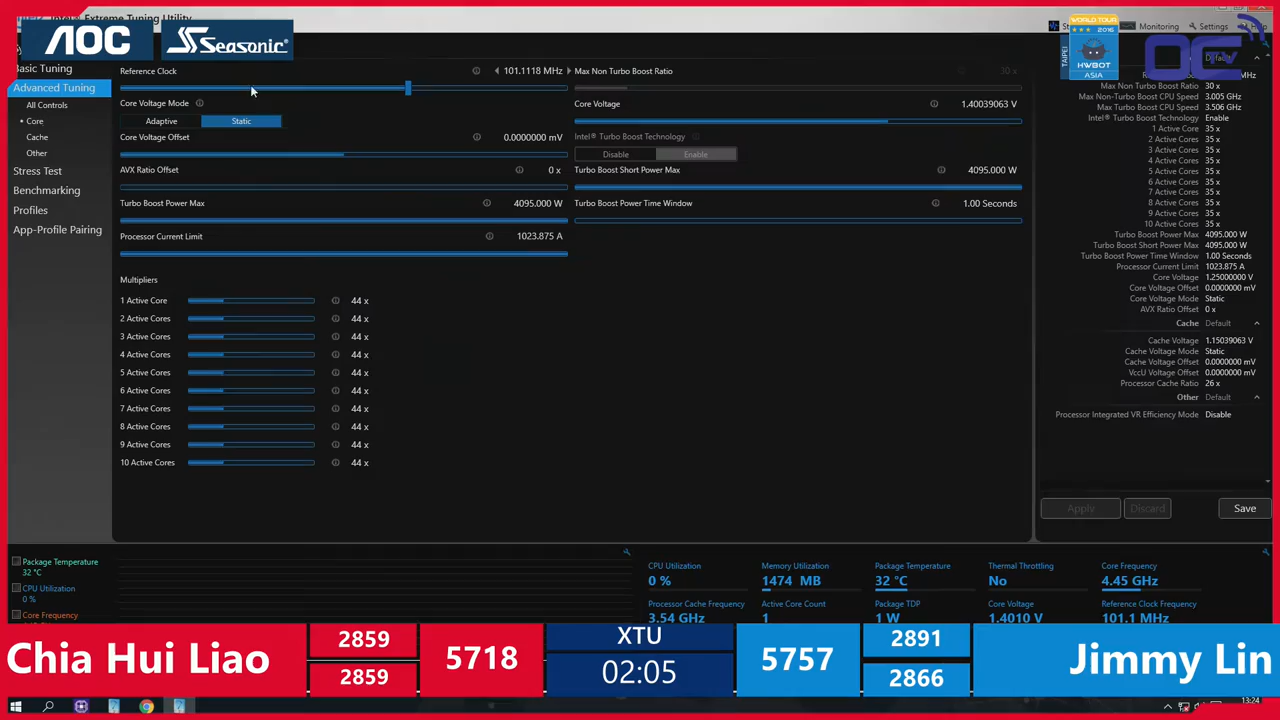 Intel® Extreme Tuning Utility
AOC
Seasonic®
WORLD TOUR
2016
TAIPEI
HWBOT
ASIA
OC TV
Monitoring
Settings
Basic Tuning
Advanced Tuning
All Controls
Core
Cache
Other
Stress Test
Benchmarking
Profiles
App-Profile Pairing
Reference Clock
101.1118 MHz
Max Non Turbo Boost Ratio
30 x
Core Voltage Mode
Adaptive
Static
Core Voltage
1.40039063 V
Core Voltage Offset
0.0000000 mV
Intel® Turbo Boost Technology
Disable
Enable
AVX Ratio Offset
0 x
Turbo Boost Short Power Max
4095.000 W
Turbo Boost Power Max
4095.000 W
Turbo Boost Power Time Window
1.00 Seconds
Processor Current Limit
1023.875 A
Multipliers
1 Active Core 44 x
2 Active Cores 44 x
3 Active Cores 44 x
4 Active Cores 44 x
5 Active Cores 44 x
6 Active Cores 44 x
7 Active Cores 44 x
8 Active Cores 44 x
9 Active Cores 44 x
10 Active Cores 44 x
Default
MHz
Max Non Turbo Boost Ratio 30 x
Max Non-Turbo Boost CPU Speed 3.005 GHz
Max Turbo Boost CPU Speed 3.506 GHz
Intel® Turbo Boost Technology Enable
1 Active Core 35 x
2 Active Cores 35 x
3 Active Cores 35 x
4 Active Cores 35 x
5 Active Cores 35 x
6 Active Cores 35 x
7 Active Cores 35 x
8 Active Cores 35 x
9 Active Cores 35 x
10 Active Cores 35 x
Turbo Boost Power Max 4095.000 W
Turbo Boost Short Power Max 4095.000 W
Turbo Boost Power Time Window 1.00 Seconds
Processor Current Limit 1023.875 A
Core Voltage 1.25000000 V
Core Voltage Offset 0.0000000 mV
Core Voltage Mode Static
AVX Ratio Offset 0 x
Cache Default
Cache Voltage 1.15039063 V
Cache Voltage Mode Static
Cache Voltage Offset 0.0000000 mV
VccU Voltage Offset 0.0000000 mV
Processor Cache Ratio 26 x
Other Default
Processor Integrated VR Efficiency Mode Disable
Apply
Discard
Save
Package Temperature
32 °C
CPU Utilization
0 %
Core Frequency
CPU Utilization
0 %
Memory Utilization
1474 MB
Package Temperature
32 °C
Thermal Throttling
No
Core Frequency
4.45 GHz
Processor Cache Frequency
3.54 GHz
Active Core Count
1
Package TDP
1 W
Core Voltage
1.4010 V
Reference Clock Frequency
101.1 MHz
Chia Hui Liao
2859
2859
5718
XTU
02:05
5757
2891
2866
Jimmy Lin
13:24